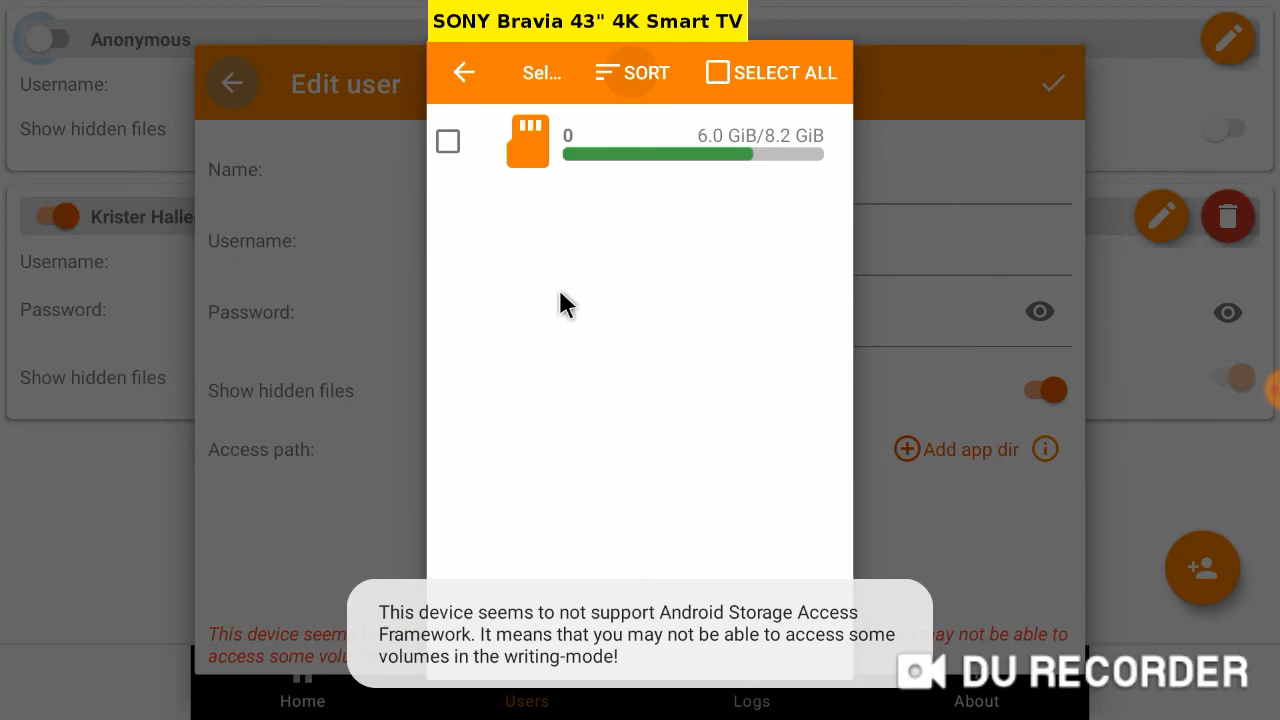 SONY Bravia 43" 4K Smart TV
Anonymous
Username:
Show hidden files
Krister Halle
Username:
Password:
Show hidden files
Edit user
Name:
Username:
Password:
Show hidden files
Access path:
Add app dir
This device seems
may not be able to
access some volu
Sel...
SORT
SELECT ALL
0
6.0 GiB/8.2 GiB
This device seems to not support Android Storage Access
Framework. It means that you may not be able to access some
volumes in the writing-mode!
Home
Users
Logs
About
DU RECORDER